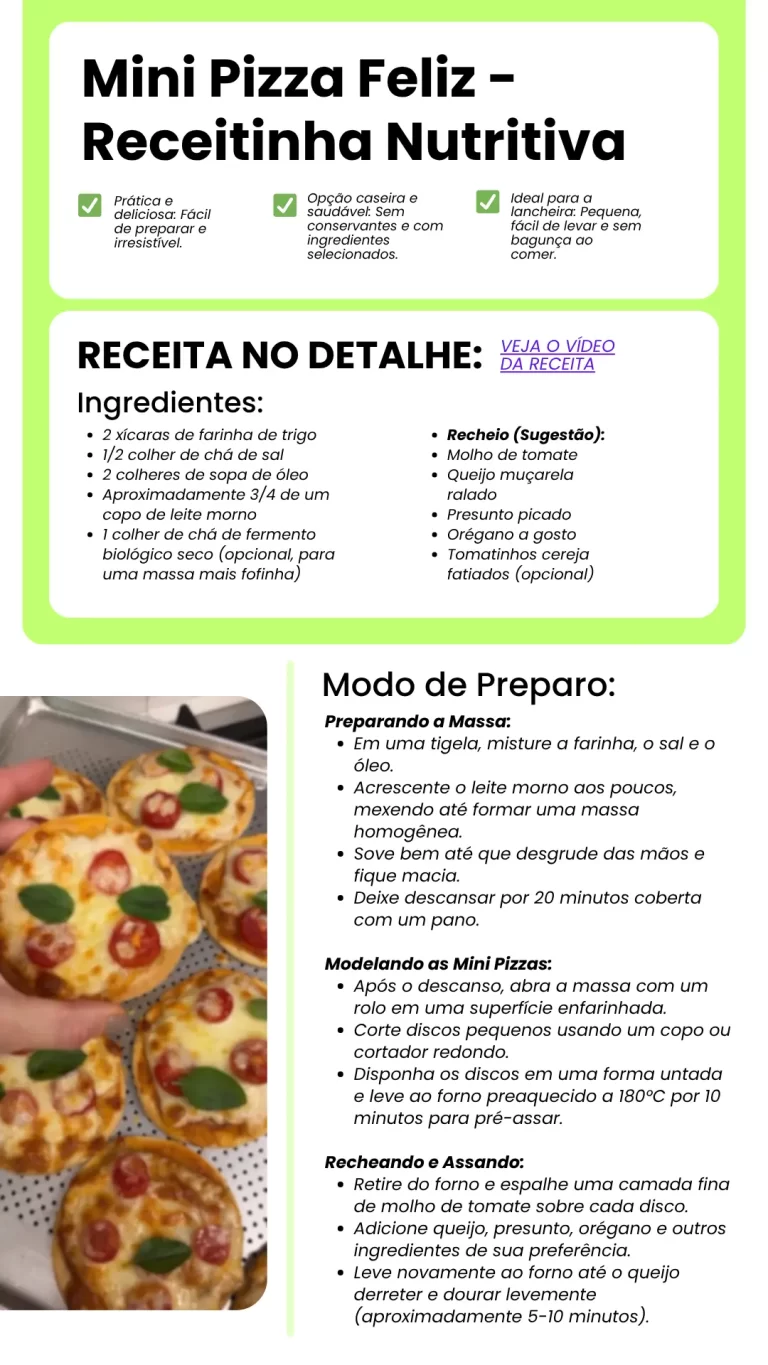 Mini Pizza Feliz -
Receitinha Nutritiva
Prática e
deliciosa: Fácil
de preparar e
irresistível.
Opção caseira e
saudável: Sem
conservantes e com
ingredientes
selecionados.
Ideal para a
lancheira: Pequena,
fácil de levar e sem
bagunça ao
comer.
RECEITA NO DETALHE:
VEJA O VÍDEO
DA RECEITA
Ingredientes:
2 xícaras de farinha de trigo
1/2 colher de chá de sal
2 colheres de sopa de óleo
Aproximadamente 3/4 de um
copo de leite morno
1 colher de chá de fermento
biológico seco (opcional, para
uma massa mais fofinha)
Recheio (Sugestão):
Molho de tomate
Queijo muçarela
ralado
Presunto picado
Orégano a gosto
Tomatinhos cereja
fatiados (opcional)
Modo de Preparo:
Preparando a Massa:
Em uma tigela, misture a farinha, o sal e o
óleo.
Acrescente o leite morno aos poucos,
mexendo até formar uma massa
homogênea.
Sove bem até que desgrude das mãos e
fique macia.
Deixe descansar por 20 minutos coberta
com um pano.
Modelando as Mini Pizzas:
Após o descanso, abra a massa com um
rolo em uma superfície enfarinhada.
Corte discos pequenos usando um copo ou
cortador redondo.
Disponha os discos em uma forma untada
e leve ao forno preaquecido a 180°C por 10
minutos para pré-assar.
Recheando e Assando:
Retire do forno e espalhe uma camada fina
de molho de tomate sobre cada disco.
Adicione queijo, presunto, orégano e outros
ingredientes de sua preferência.
Leve novamente ao forno até o queijo
derreter e dourar levemente
(aproximadamente 5-10 minutos).